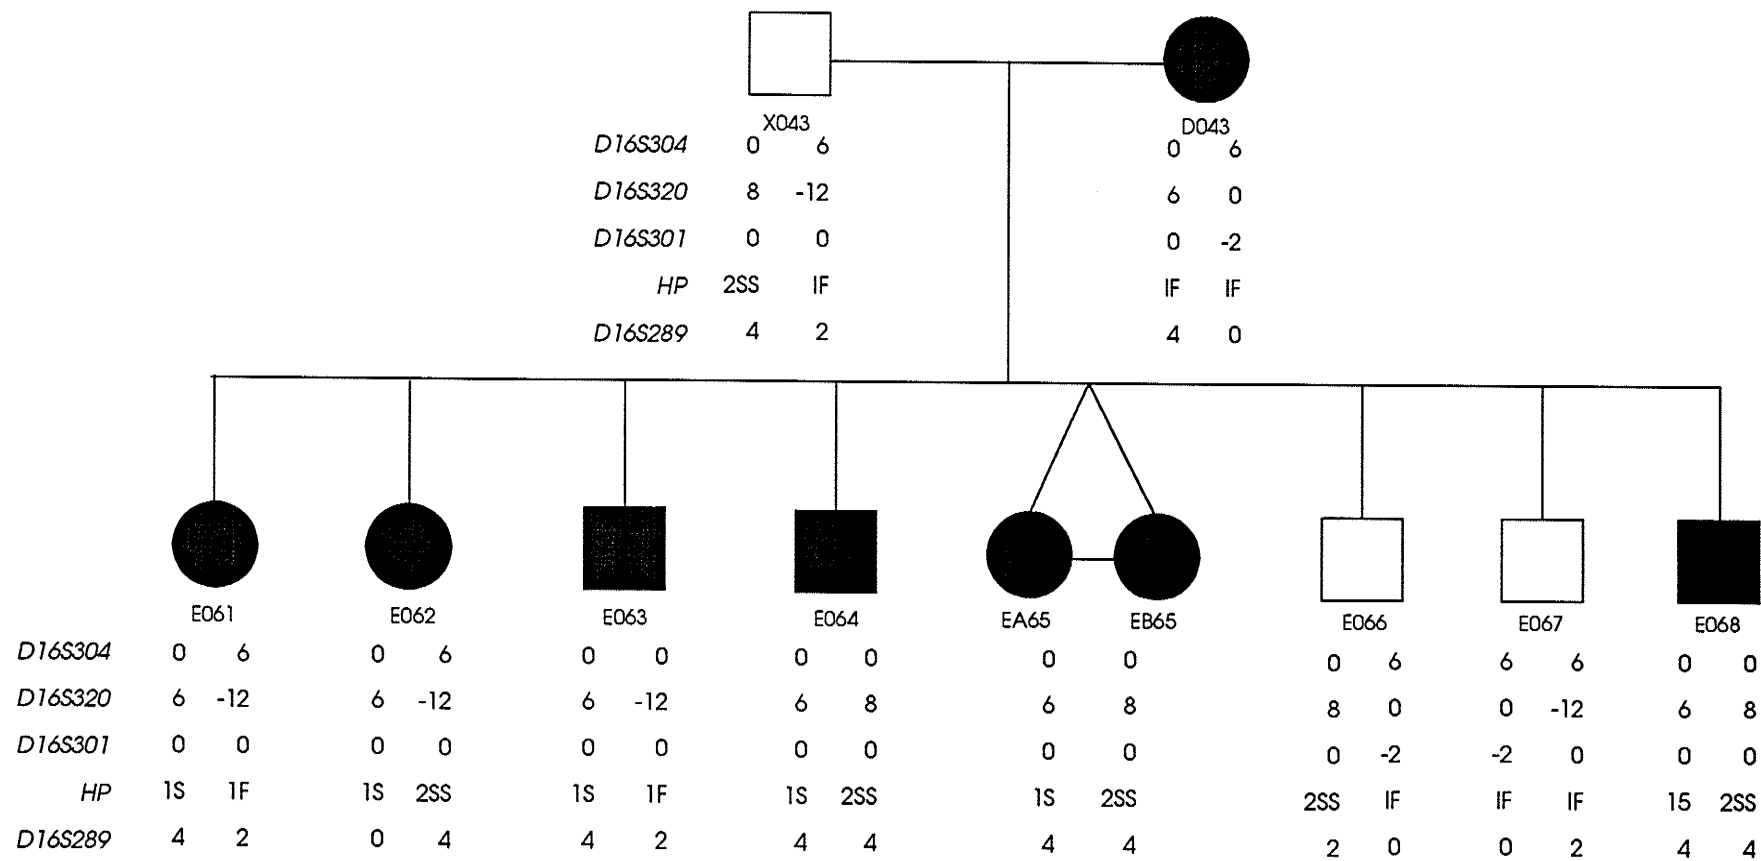 X043 D043
D16S304 0 6 0 6
D16S320 8 -12 6 0
D16S301 0 0 0 -2
HP 2SS IF IF IF
D16S289 4 2 4 0
E061 E062 E063 E064 EA65 EB65 E066 E067 E068
D16S304 0 6 0 6 0 0 0 0 0 0 0 6 6 6 0 0
D16S320 6 -12 6 -12 6 -12 6 8 6 8 8 0 0 -12 6 8
D16S301 0 0 0 0 0 0 0 0 0 0 0 -2 -2 0 0 0
HP 1S 1F 1S 2SS 1S 1F 1S 2SS 1S 2SS 2SS IF IF IF 15 2SS
D16S289 4 2 0 4 4 2 4 4 4 4 2 0 0 2 4 4